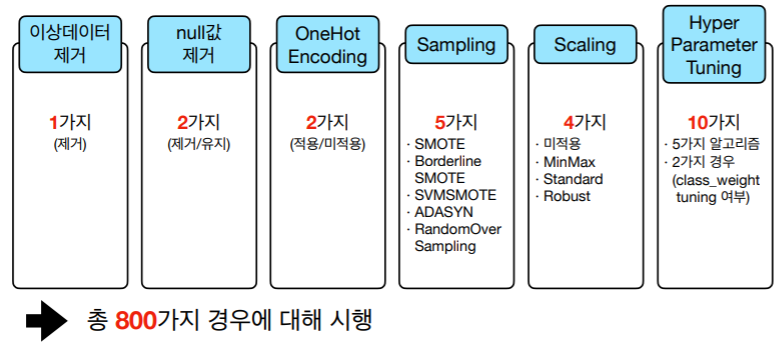 이상데이터
제거
1가지
(제거)
null값
제거
2가지
(제거/유지)
OneHot
Encoding
2가지
(적용/미적용)
Sampling
5가지
· SMOTE
· Borderline
SMOTE
· SVMSMOTE
· ADASYN
· RandomOver
Sampling
Scaling
4가지
· 미적용
· MinMax
· Standard
· Robust
Hyper
Parameter
Tuning
10가지
· 5가지 알고리즘
· 2가지 경우
(class_weight
tuning 여부)
총 800가지 경우에 대해 시행